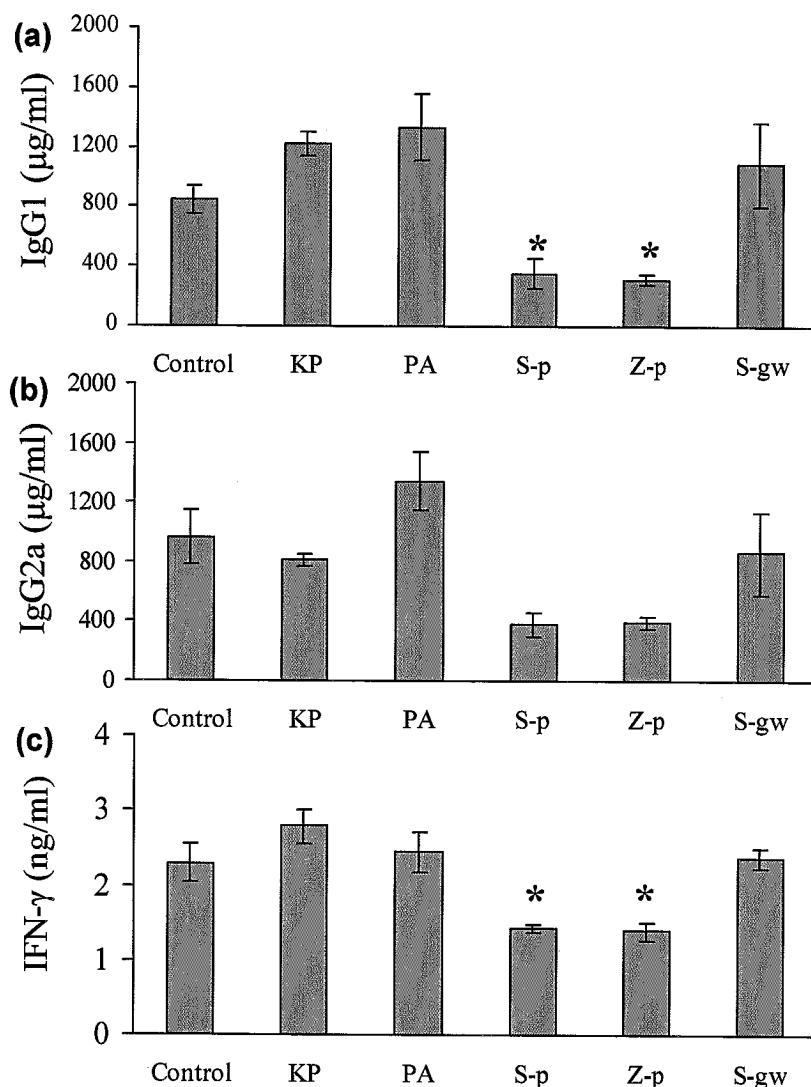 (a)
IgG1 (µg/ml)
2000
1600
1200
800
400
0
* *
Control KP PA S-p Z-p S-gw
(b)
IgG2a (µg/ml)
2000
1600
1200
800
400
0
Control KP PA S-p Z-p S-gw
(c)
IFN-γ (ng/ml)
4
3
2
1
0
* *
Control KP PA S-p Z-p S-gw